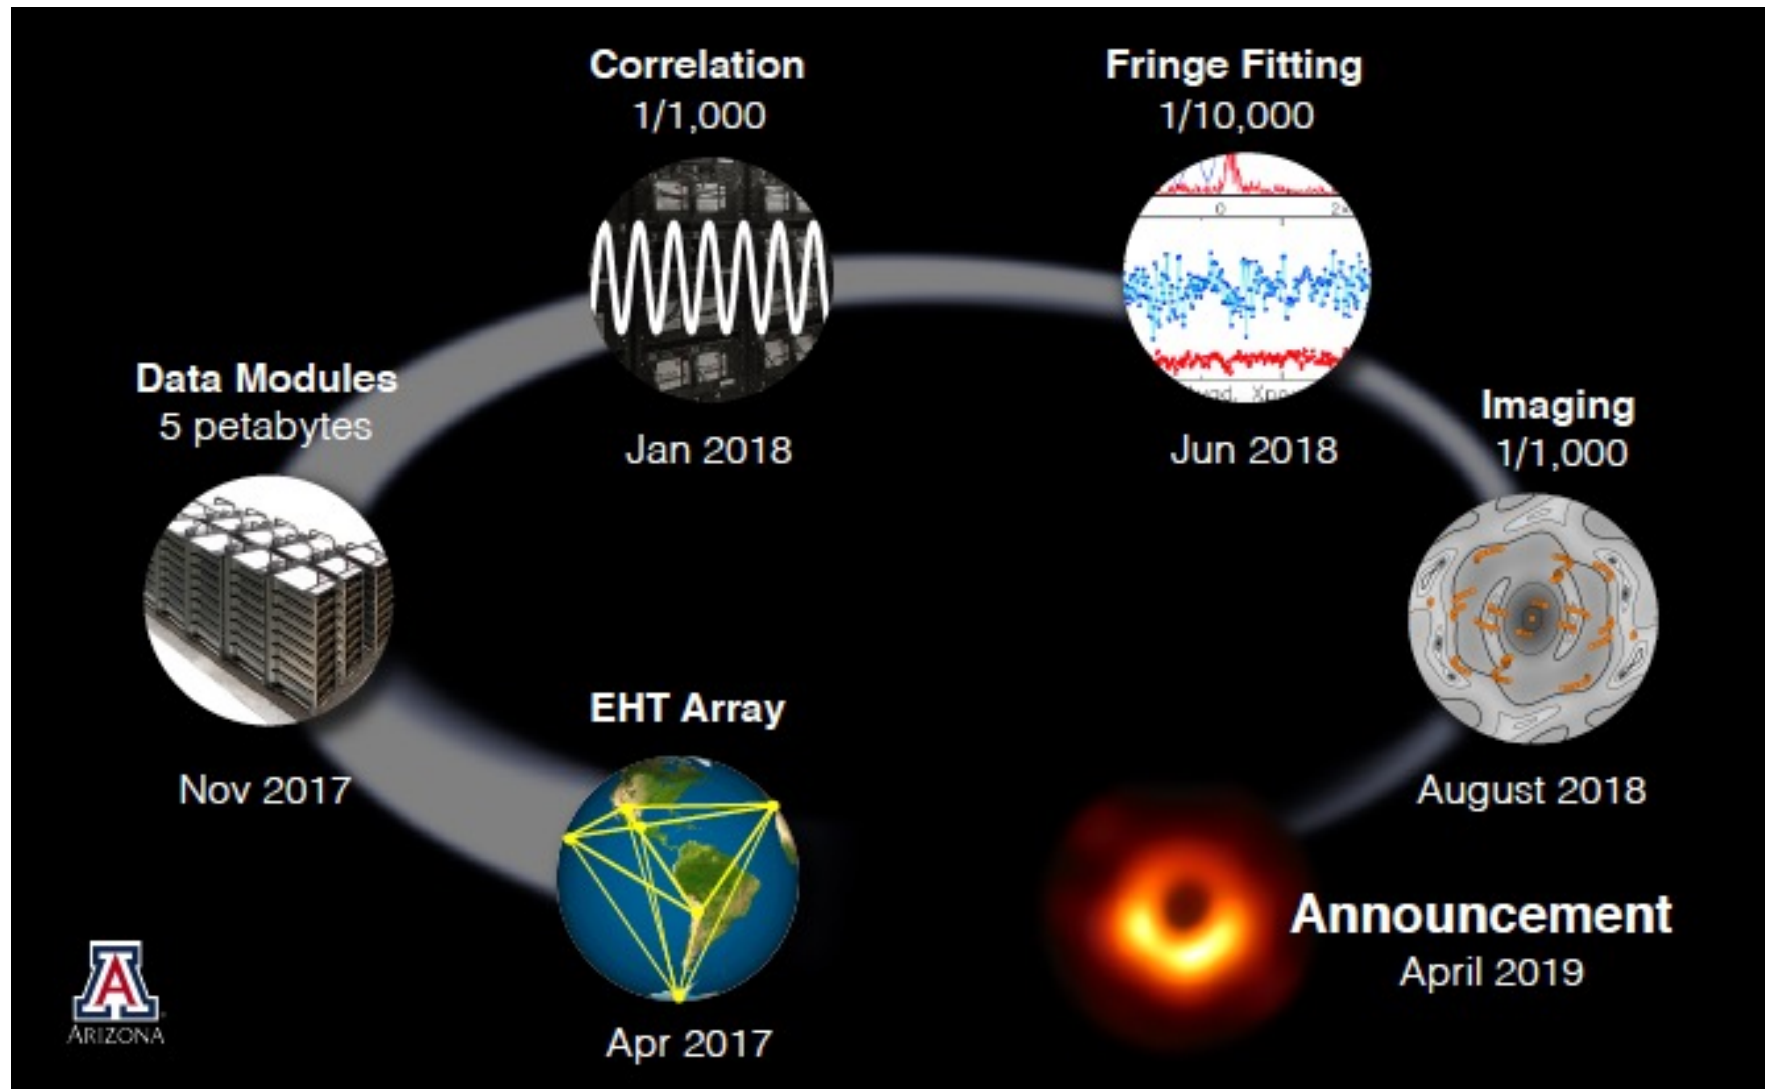 Correlation
1/1,000
Fringe Fitting
1/10,000
0
Data Modules
5 petabytes
Imaging
1/1,000
Jan 2018
Jun 2018
EHT Array
Nov 2017
August 2018
Announcement
April 2019
ARIZONA
Apr 2017